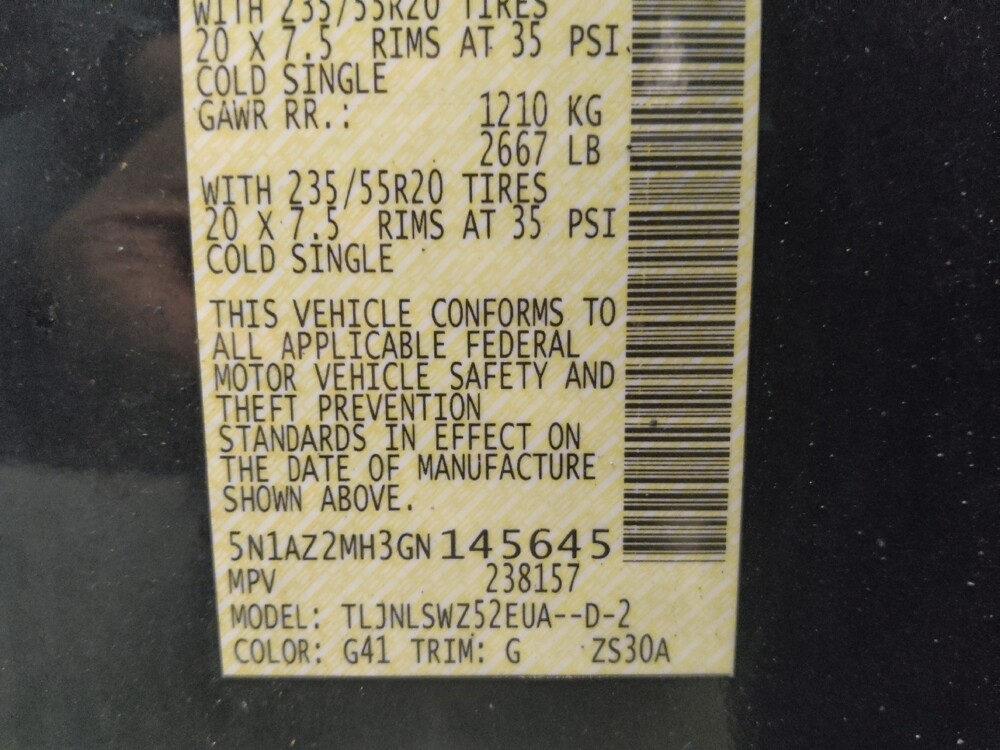 WITH 235/55R20 TIRES
20 X 7.5 RIMS AT 35 PSI
COLD SINGLE
GAWR RR.: 1210 KG
2667 LB
WITH 235/55R20 TIRES
20 X 7.5 RIMS AT 35 PSI
COLD SINGLE
THIS VEHICLE CONFORMS TO
ALL APPLICABLE FEDERAL
MOTOR VEHICLE SAFETY AND
THEFT PREVENTION
STANDARDS IN EFFECT ON
THE DATE OF MANUFACTURE
SHOWN ABOVE.
5N1AZ2MH3GN145645
MPV 238157
MODEL: TLJNLSWZ52EUA--D-2
COLOR: G41 TRIM: G ZS30A